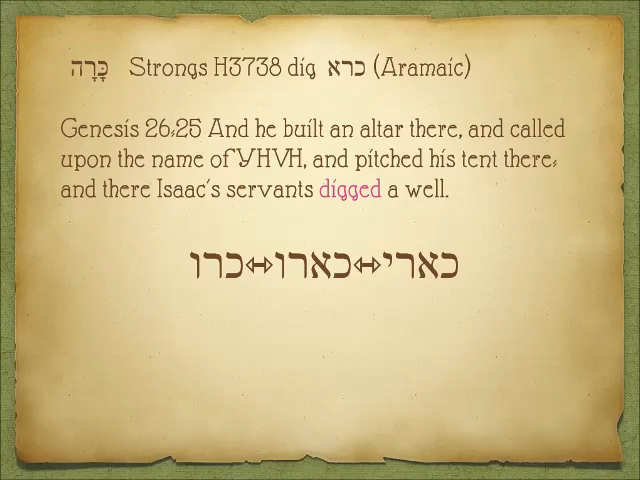 כָּרָה Strongs H3738 dig כרא (Aramaic)
Genesis 26:25 And he built an altar there, and called
upon the name of YHVH, and pitched his tent there:
and there Isaac's servants digged a well.
כארי⇔כארו⇔כרו